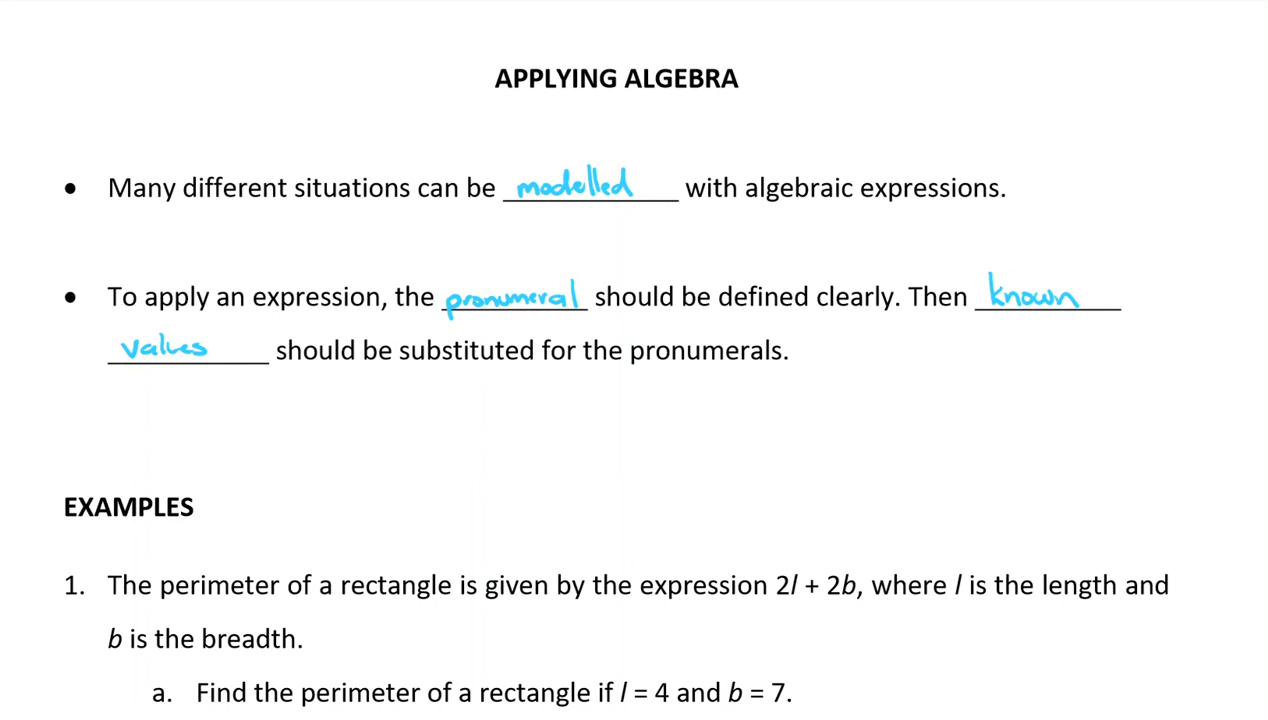 APPLYING ALGEBRA
• Many different situations can be modelled with algebraic expressions.
• To apply an expression, the pronumeral should be defined clearly. Then known
values should be substituted for the pronumerals.
EXAMPLES
1. The perimeter of a rectangle is given by the expression 2l + 2b, where l is the length and
b is the breadth.
a. Find the perimeter of a rectangle if l = 4 and b = 7.